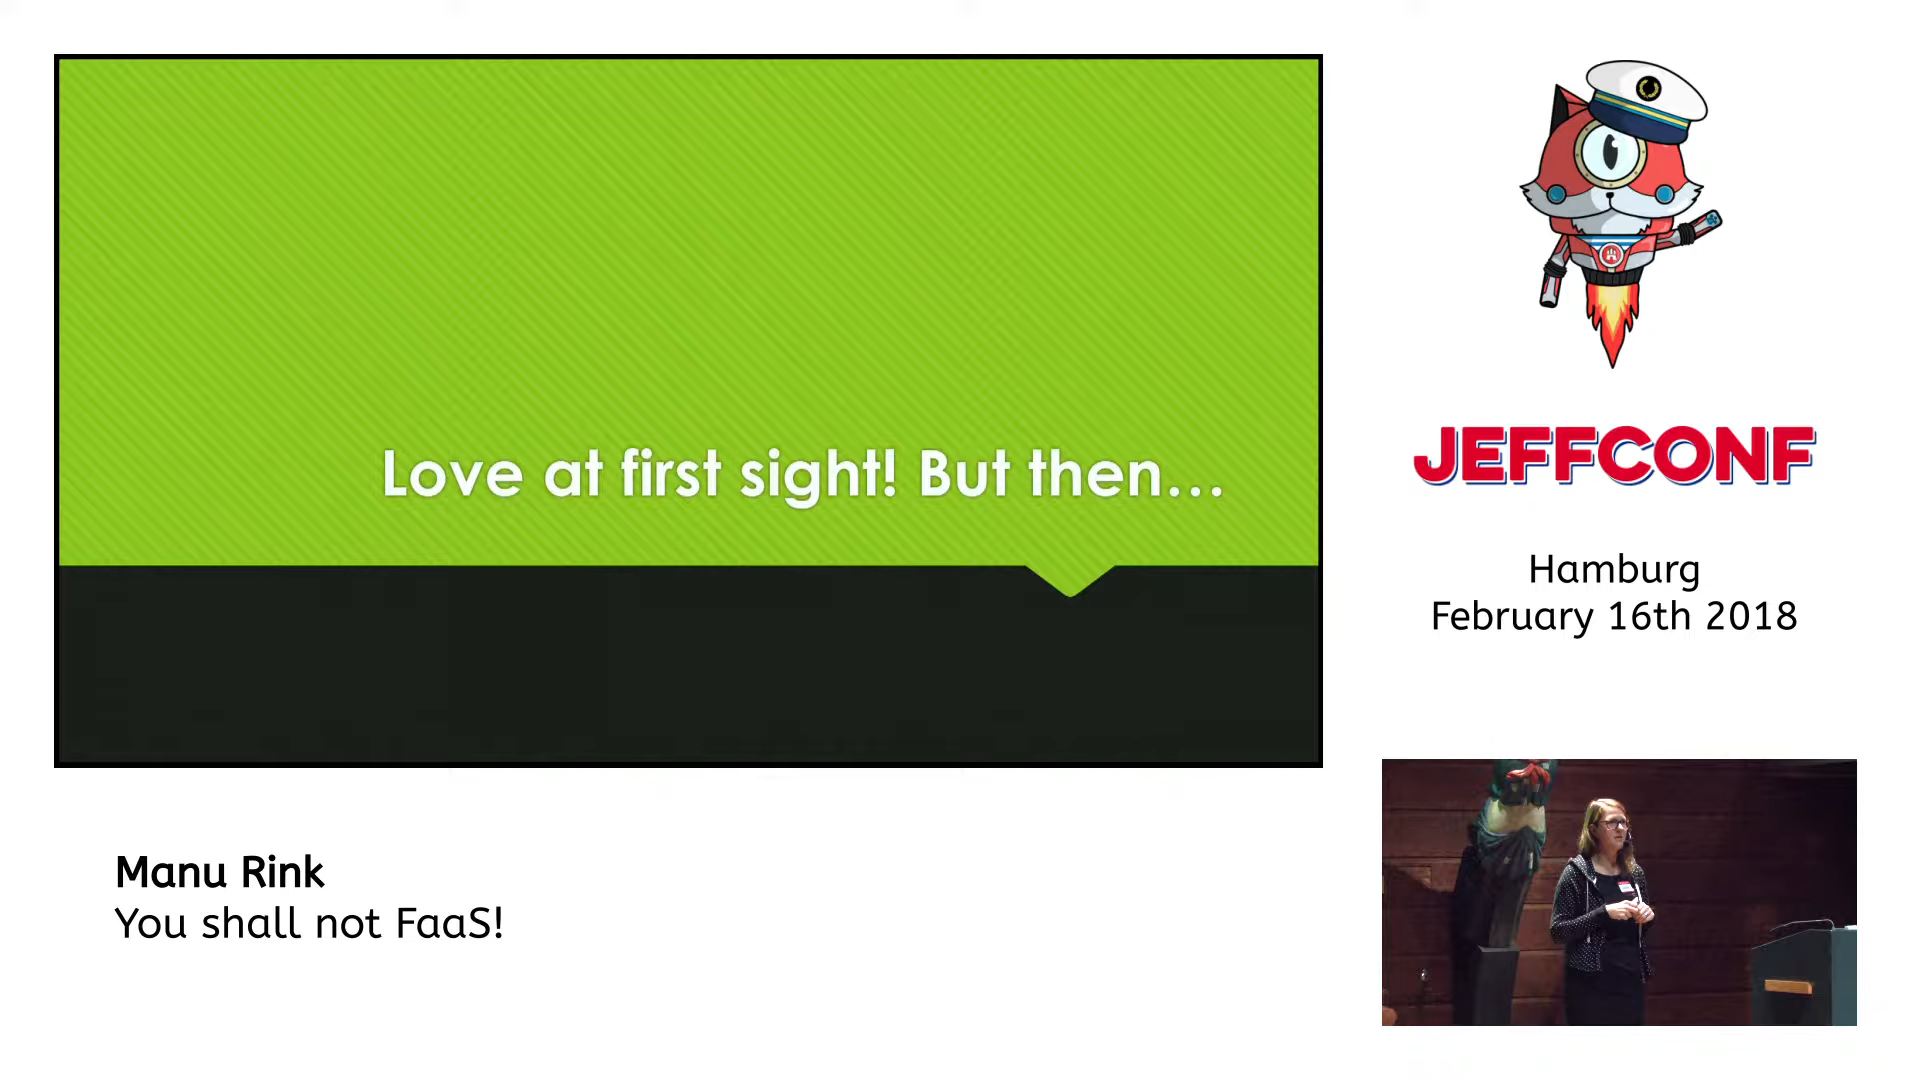 Love at first sight! But then...
JEFFCONF
Hamburg
February 16th 2018
Manu Rink
You shall not FaaS!